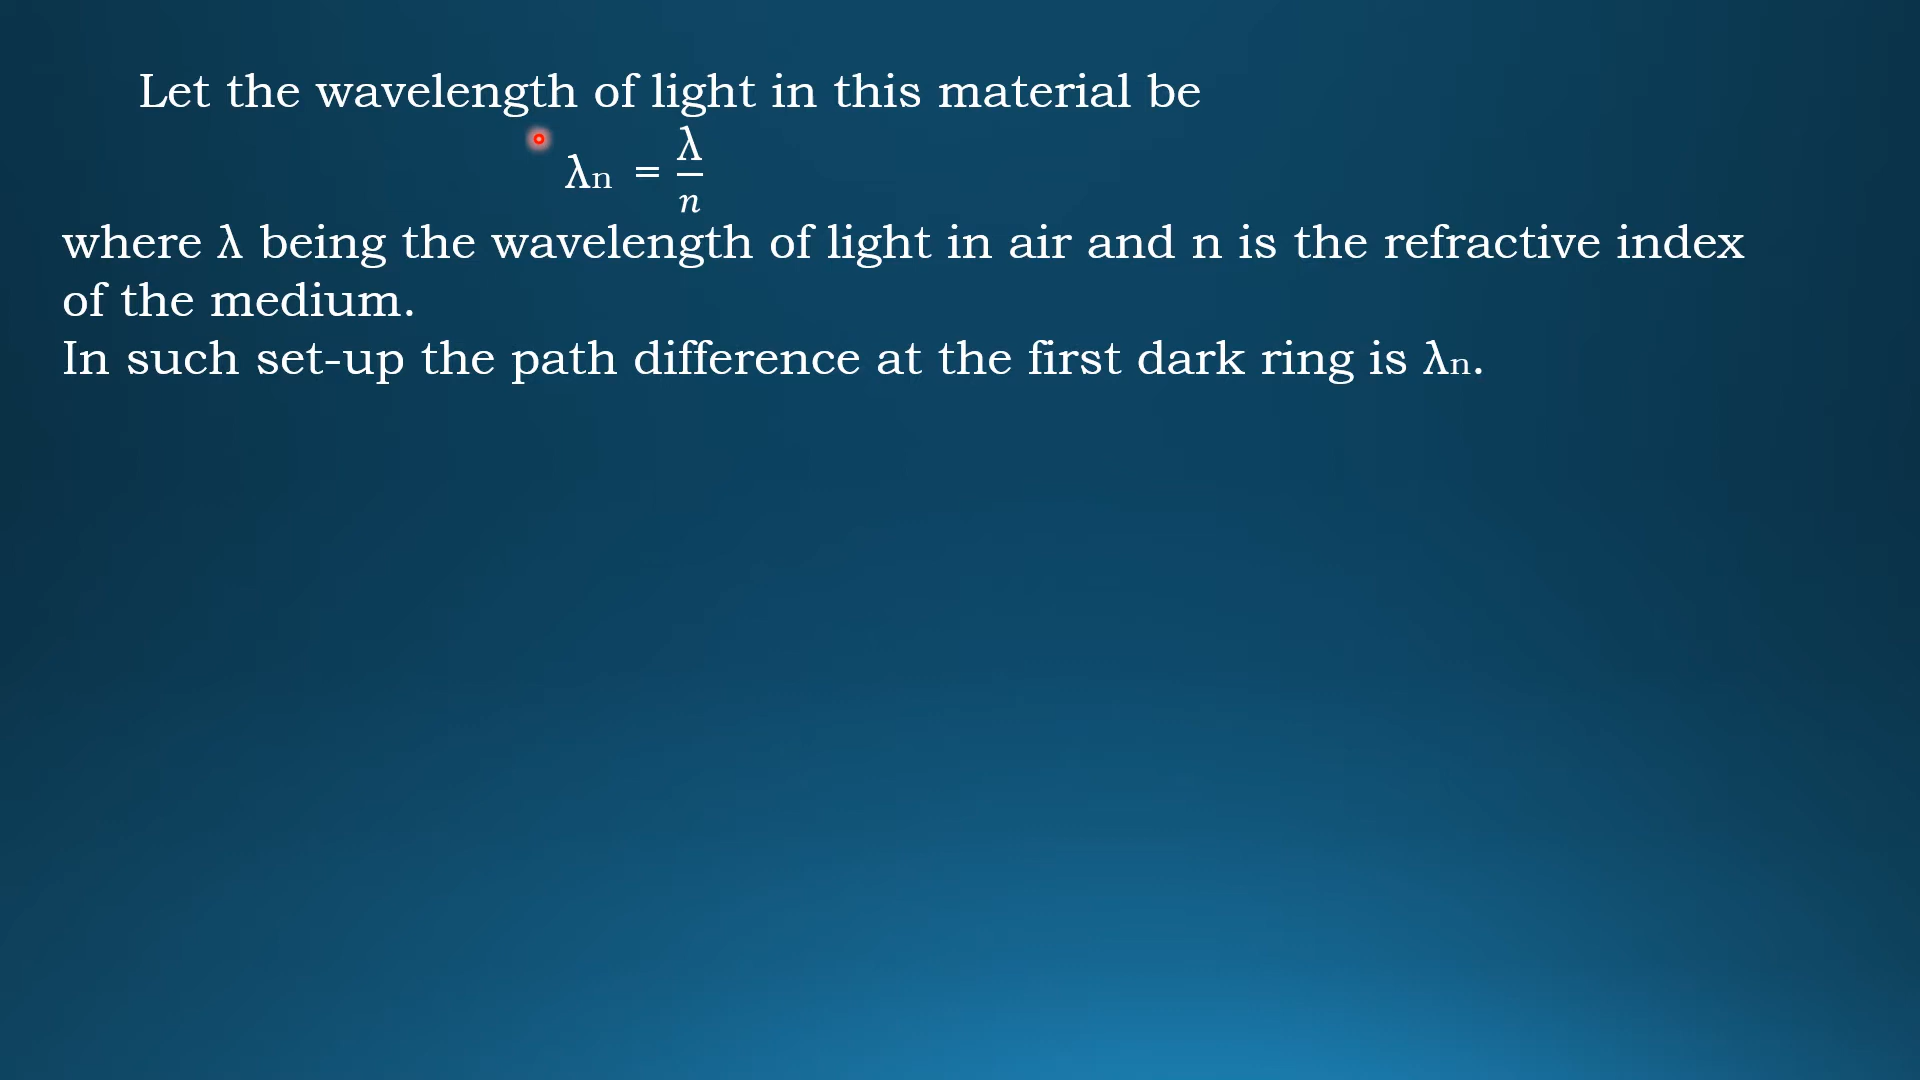 Let the wavelength of light in this material be
λn = λ/n
where λ being the wavelength of light in air and n is the refractive index
of the medium.
In such set-up the path difference at the first dark ring is λn.